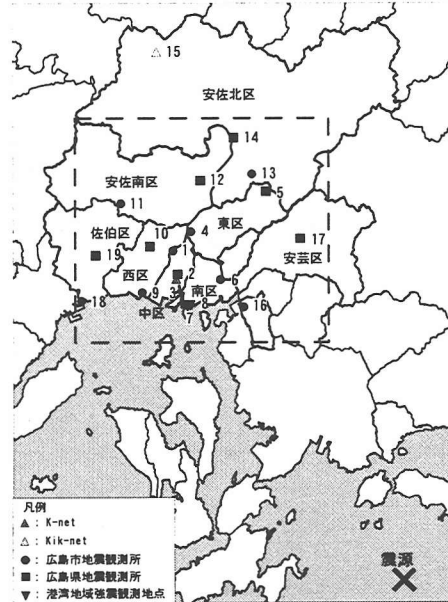 15
安佐北区
14
13
安佐南区
12
5
11
東区
4
佐伯区
10
1
17
19
安芸区
2
西区
3
南区
6
18
9
8
16
中区
7
凡例
▲ : K-net
△ : Kik-net
● : 広島市地震観測所
■ : 広島県地震観測所
▼ : 港湾地域強震観測地点
震源